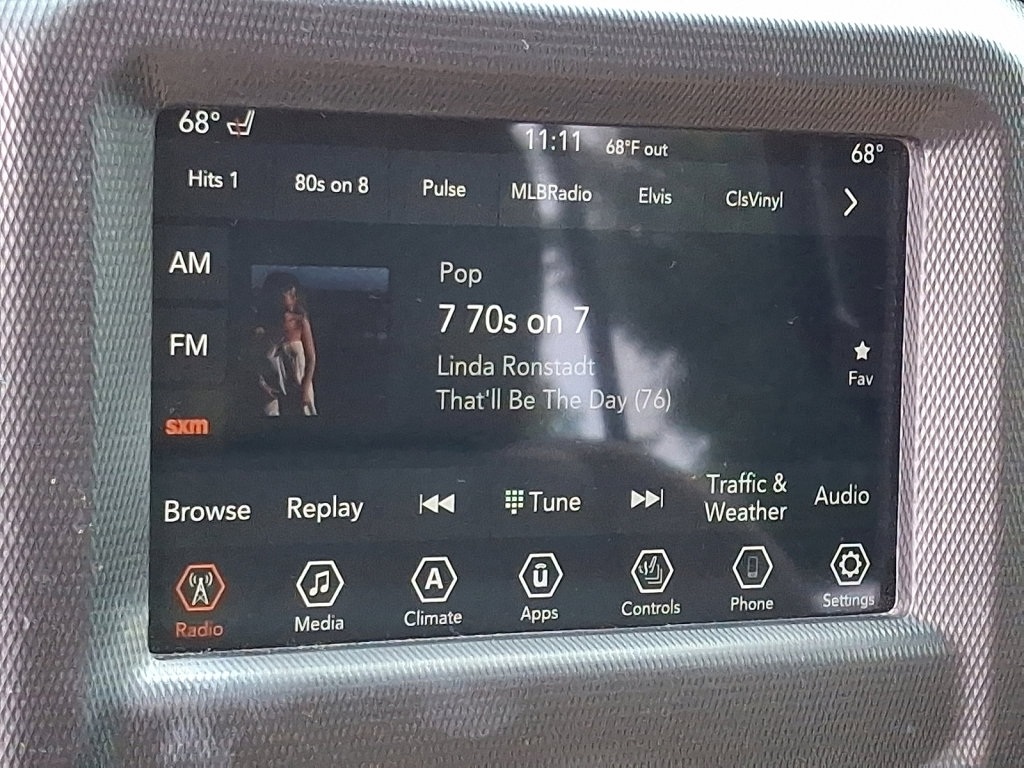 68° 11:11 68°F out 68°
Hits 1 80s on 8 Pulse MLBRadio Elvis ClsVinyl
AM
Pop
7 70s on 7
FM
Linda Ronstadt
That'll Be The Day (76)
Fav
sxm
Browse Replay Tune Traffic & Weather Audio
A û
Radio Media Climate Apps Controls Phone Settings